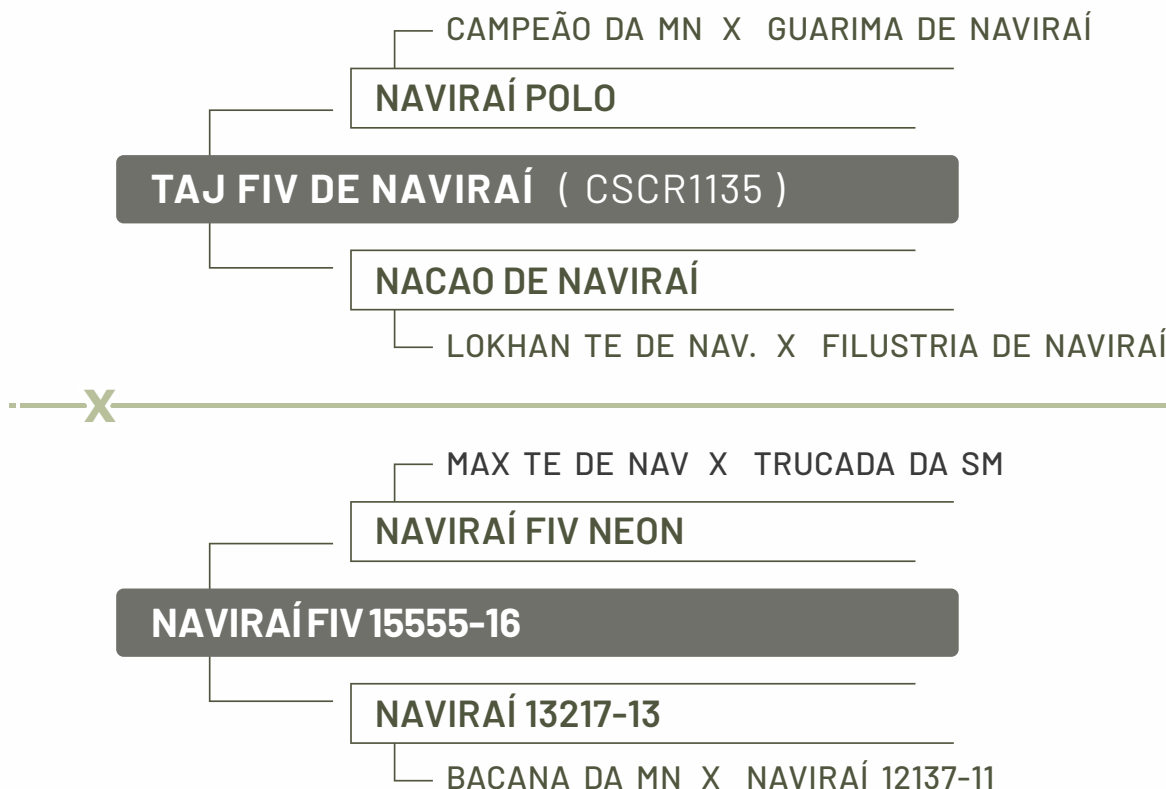 CAMPEÃO DA MN X GUARIMA DE NAVIRAÍ
NAVIRAÍ POLO
TAJ FIV DE NAVIRAÍ ( CSCR1135 )
NACAO DE NAVIRAÍ
LOKHAN TE DE NAV. X FILUSTRIA DE NAVIRAÍ
X
MAX TE DE NAV X TRUCADA DA SM
NAVIRAÍ FIV NEON
NAVIRAÍ FIV 15555-16
NAVIRAÍ 13217-13
BACANA DA MN X NAVIRAÍ 12137-11